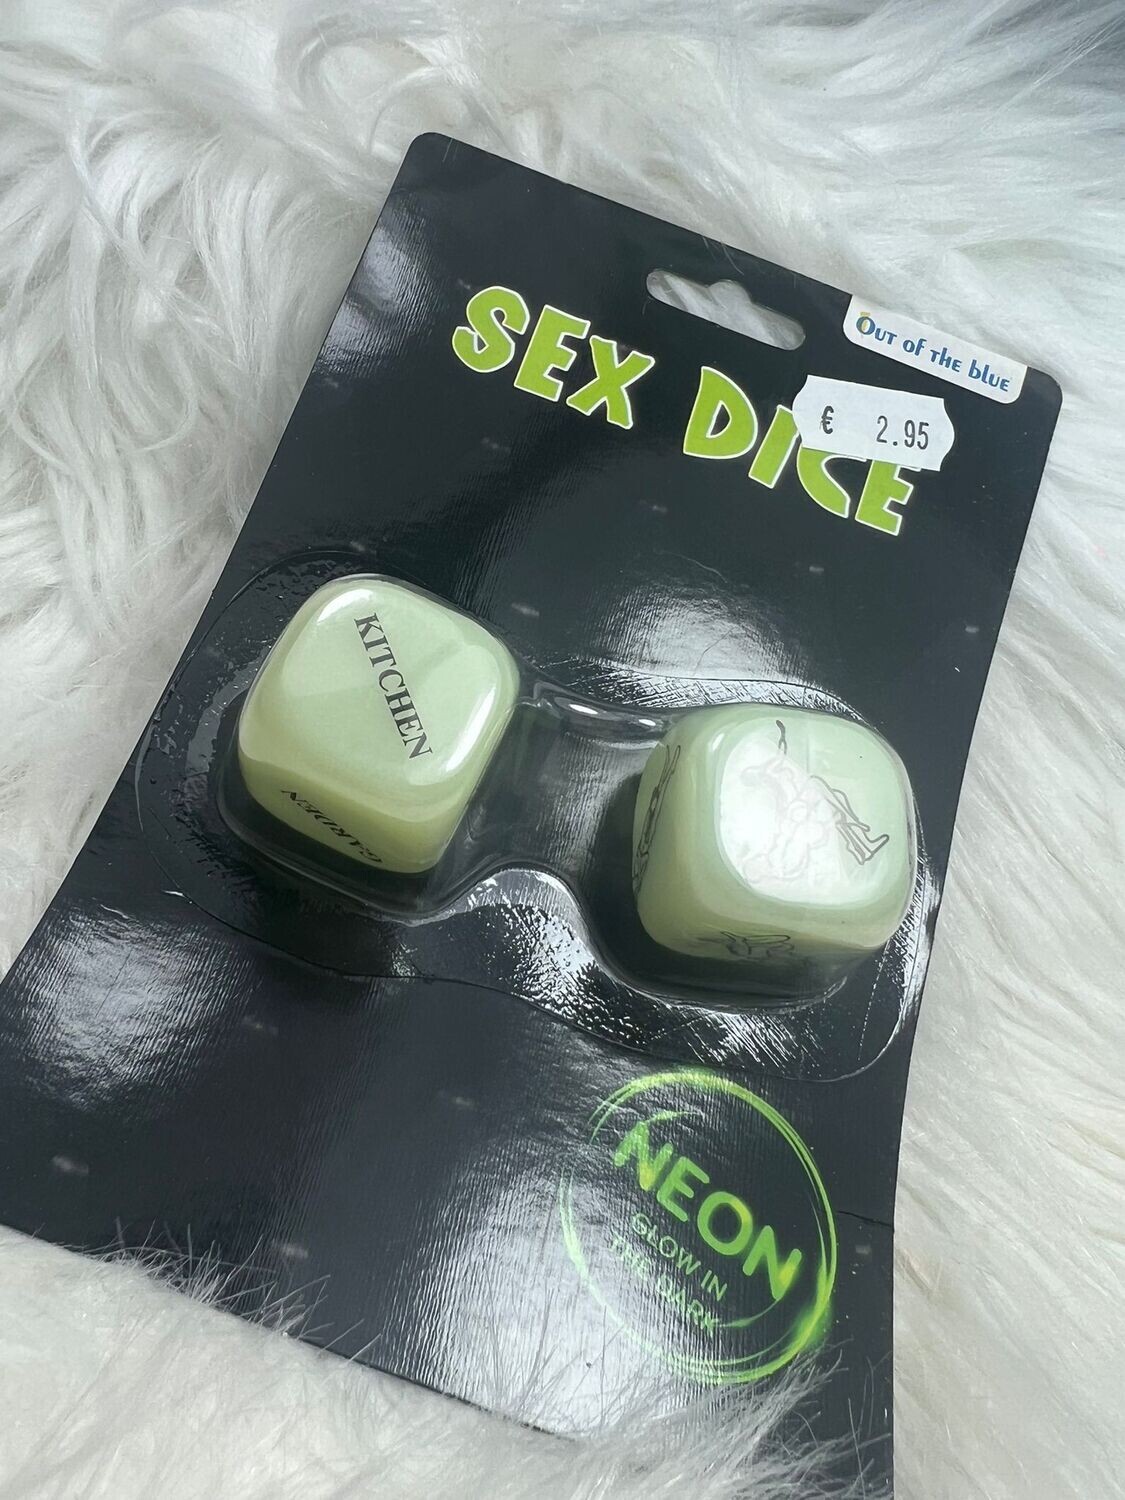 Out of the blue
SEX DICE
€ 2.95
KITCHEN
GARDEN
NEON
GLOW IN
THE DARK